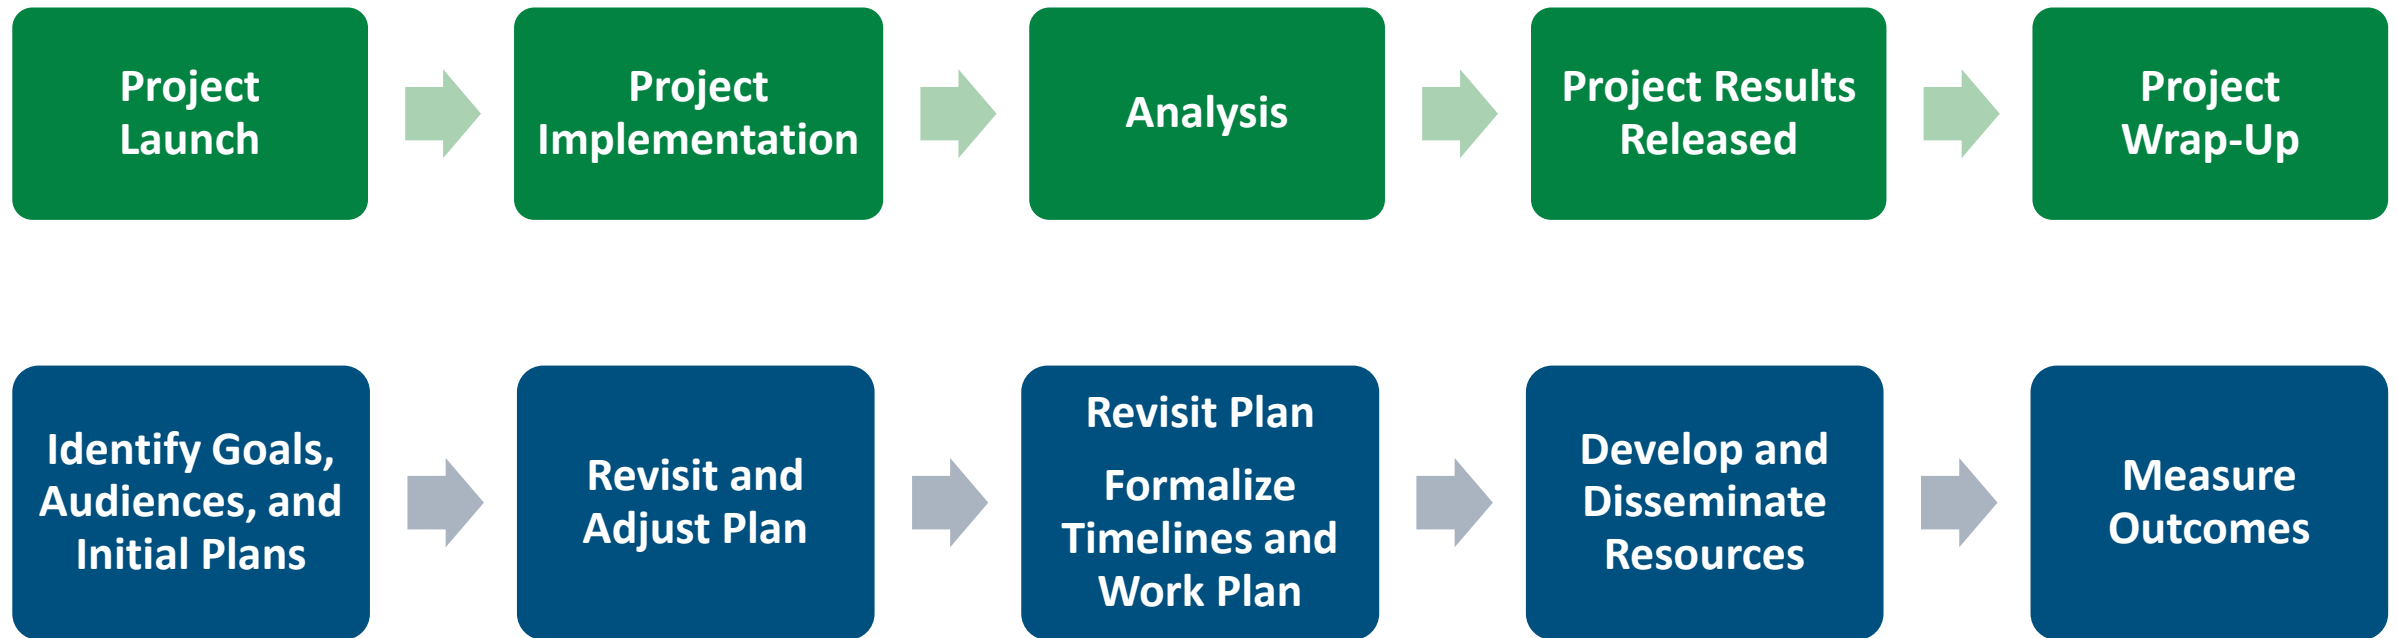 Project
Launch
Project
Implementation
Analysis
Project Results
Released
Project
Wrap-Up
Identify Goals,
Audiences, and
Initial Plans
Revisit and
Adjust Plan
Revisit Plan
Formalize
Timelines and
Work Plan
Develop and
Disseminate
Resources
Measure
Outcomes